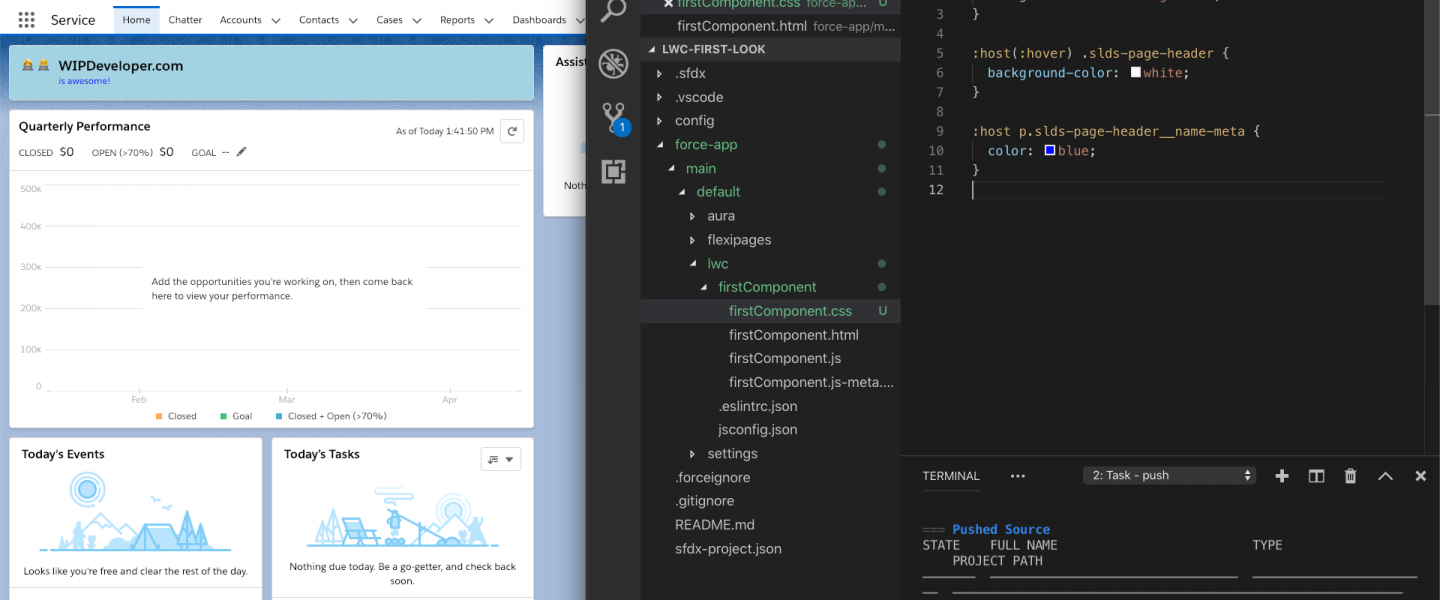 Service Home Chatter Accounts Contacts Cases Reports Dashboards
WIPDeveloper.com
is awesome!
Quarterly Performance
As of Today 1:41:50 PM
CLOSED $0 OPEN (>70%) $0 GOAL --
500K
400K
300K
200K
100K
0
Add the opportunities you're working on, then come back
here to view your performance.
Feb Mar Apr
Closed Goal Closed + Open (>70%)
Today's Events
Looks like you're free and clear the rest of the day.
Today's Tasks
Nothing due today. Be a go-getter, and check back
soon.
Assis
Noth
firstComponent.css force-ap... U
firstComponent.html force-app/m...
LWC-FIRST-LOOK
.sfdx
.vscode
config
1
force-app
main
default
aura
flexipages
lwc
firstComponent
firstComponent.css U
firstComponent.html
firstComponent.js
firstComponent.js-meta....
.eslintrc.json
jsconfig.json
settings
.forceignore
.gitignore
README.md
sfdx-project.json
3 }
4
5 :host(:hover) .slds-page-header {
6 background-color: white;
7 }
8
9 :host p.slds-page-header__name-meta {
10 color: blue;
11 }
12
TERMINAL ... 2: Task - push
=== Pushed Source
STATE FULL NAME TYPE
PROJECT PATH